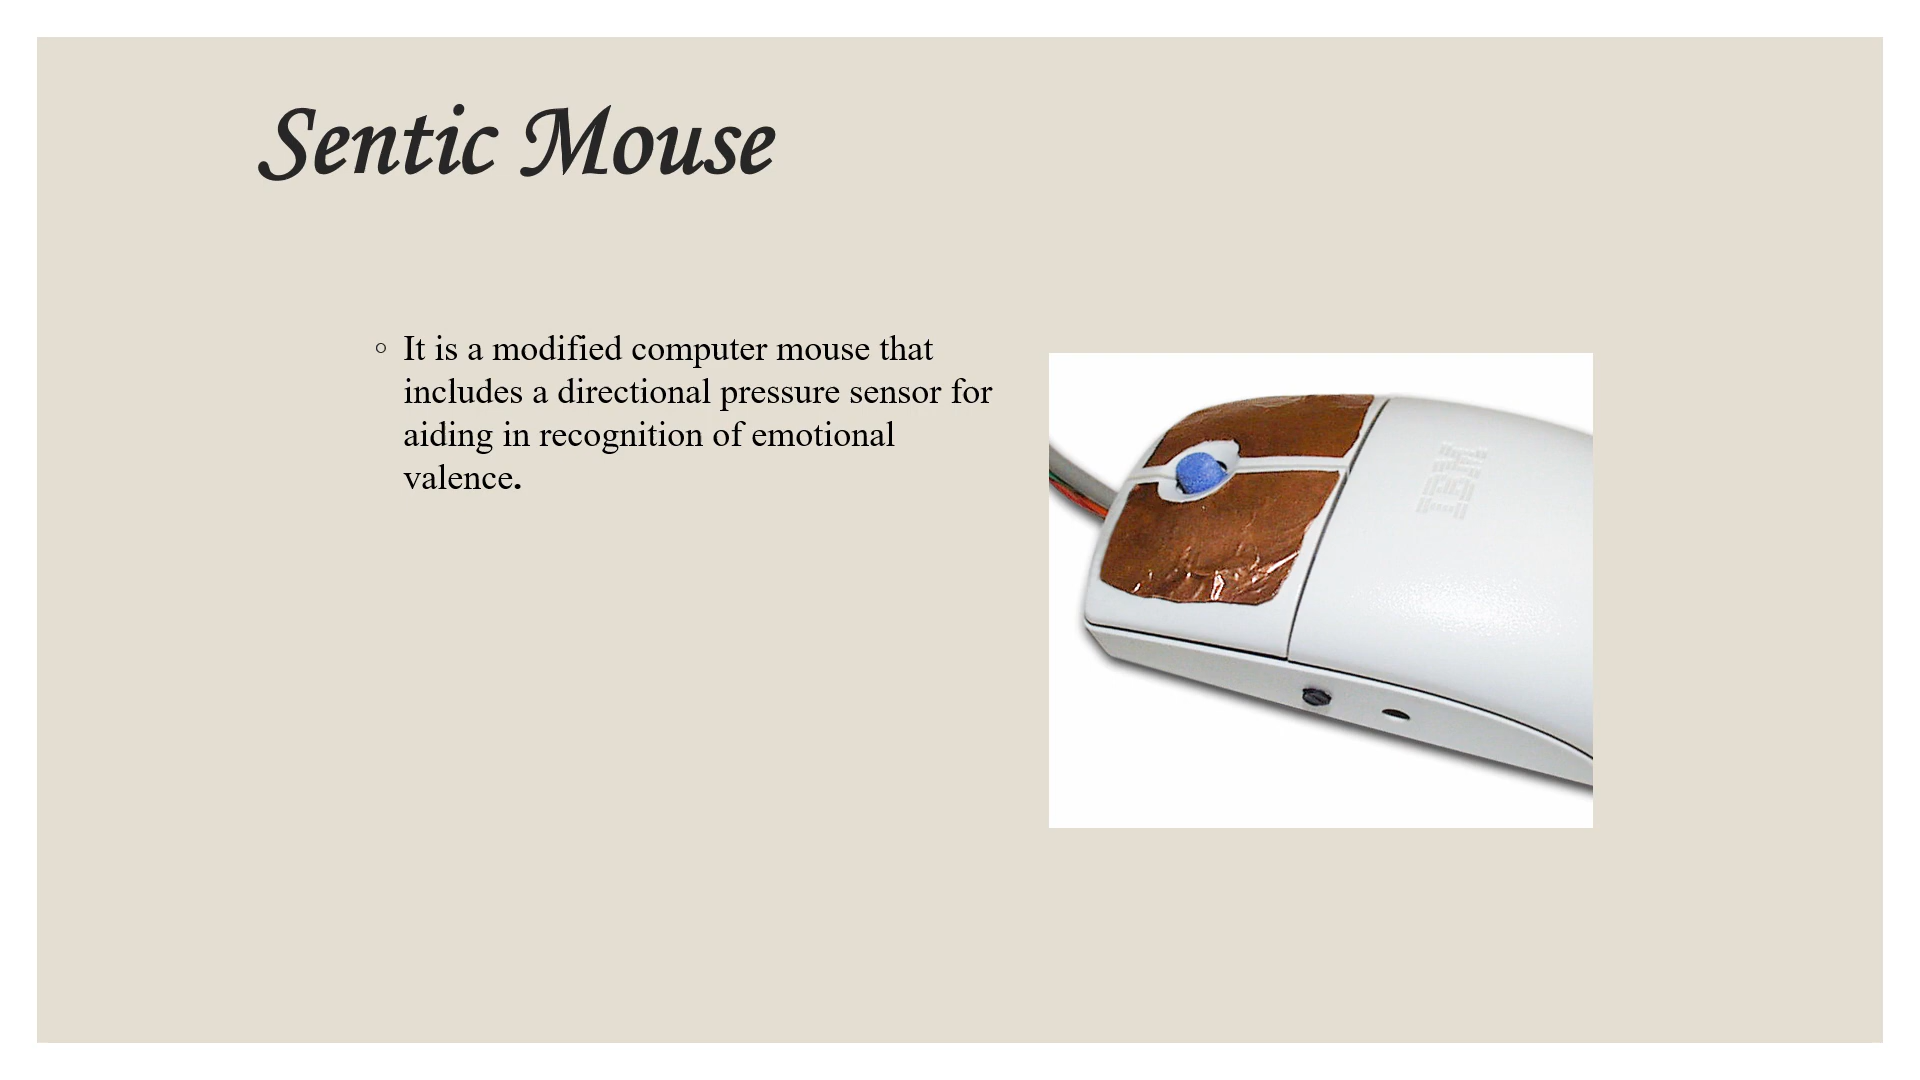 Sentic Mouse
◦ It is a modified computer mouse that
includes a directional pressure sensor for
aiding in recognition of emotional
valence.
IBM